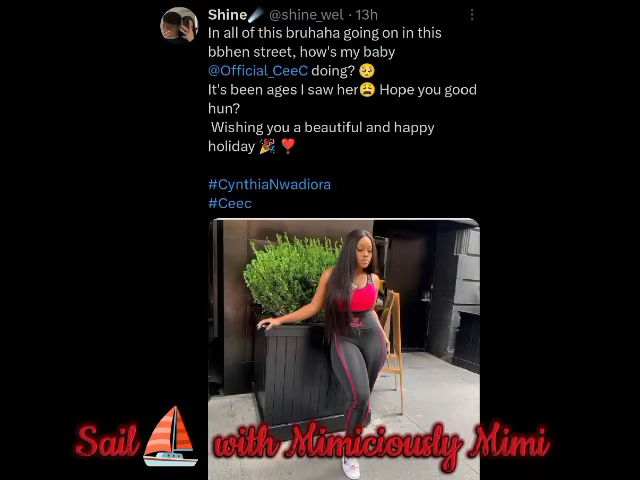 Shine☄️ @shine_wel · 13h
In all of this bruhaha going on in this
bbhen street, how's my baby
@Official_CeeC doing? 🥺
It's been ages I saw her😩 Hope you good
hun?
Wishing you a beautiful and happy
holiday 🎉 ❣️
#CynthiaNwadiora
#Ceec
Sail with Mimiciously Mimi